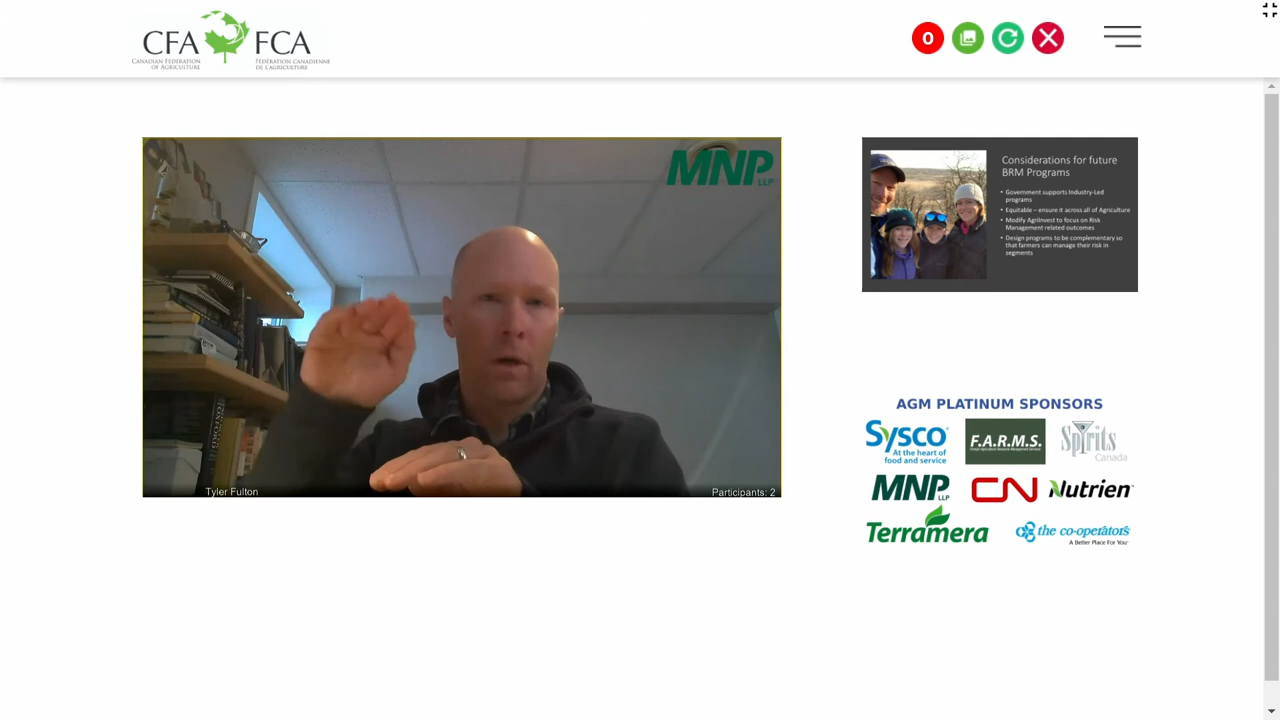 CFA FCA
CANADIAN FEDERATION
OF AGRICULTURE
FÉDÉRATION CANADIENNE
DE L'AGRICULTURE
0
MNP
LLP
Tyler Fulton
Participants: 2
Considerations for future
BRM Programs
• Government supports Industry-Led
programs
• Equitable – ensure it across all of Agriculture
• Modify AgriInvest to focus on Risk
Management related outcomes
• Design programs to be complementary so
that farmers can manage their risk in
segments
AGM PLATINUM SPONSORS
Sysco
At the heart of
food and service
F.A.R.M.S.
Spirits
Canada
MNP
LLP
CN
Nutrien
Terramera
the co-operators
A Better Place For You